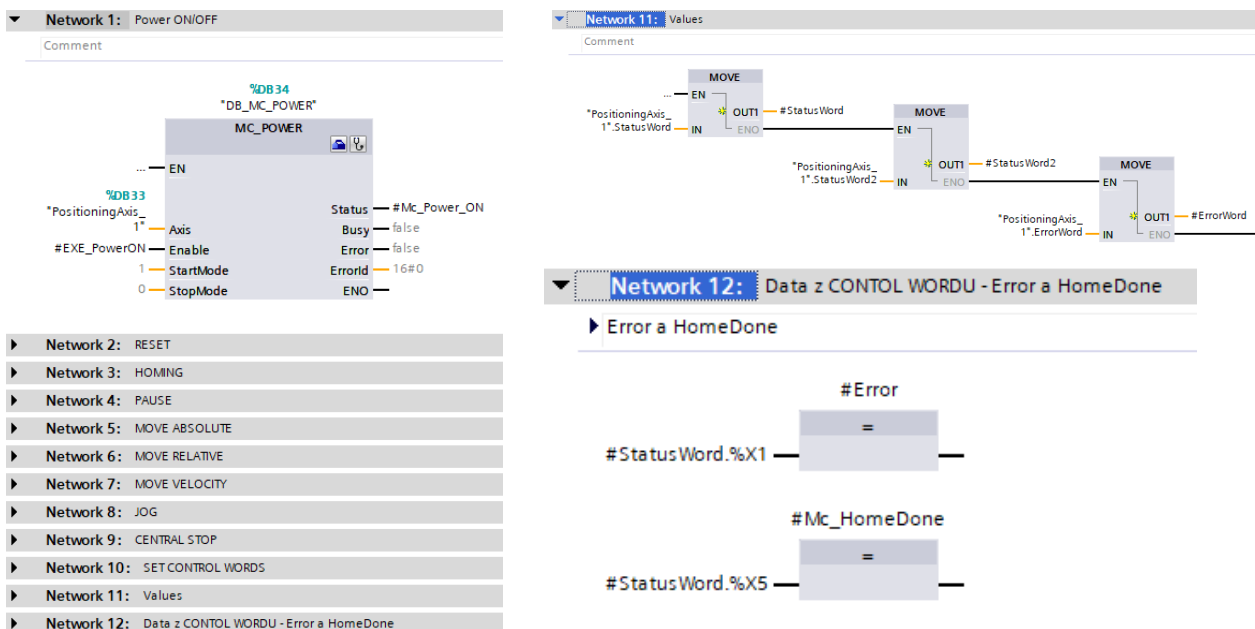 Network 1: Power ON/OFF
Comment
%DB34
"DB_MC_POWER"
MC_POWER
... EN
%DB33
"PositioningAxis_
1" Axis
#EXE_PowerON Enable
1 StartMode
0 StopMode
Status #Mc_Power_ON
Busy false
Error false
ErrorId 16#0
ENO
Network 2: RESET
Network 3: HOMING
Network 4: PAUSE
Network 5: MOVE ABSOLUTE
Network 6: MOVE RELATIVE
Network 7: MOVE VELOCITY
Network 8: JOG
Network 9: CENTRAL STOP
Network 10: SET CONTROL WORDS
Network 11: Values
Network 12: Data z CONTOL WORDU - Error a HomeDone
Network 11: Values
Comment
MOVE
... EN
"PositioningAxis_
1".StatusWord IN
OUT1 #StatusWord
ENO
MOVE
EN
"PositioningAxis_
1".StatusWord2 IN
OUT1 #StatusWord2
ENO
MOVE
EN
"PositioningAxis_
1".ErrorWord IN
OUT1 #ErrorWord
ENO
Network 12: Data z CONTOL WORDU - Error a HomeDone
Error a HomeDone
#Error
=
#StatusWord.%X1
#Mc_HomeDone
=
#StatusWord.%X5